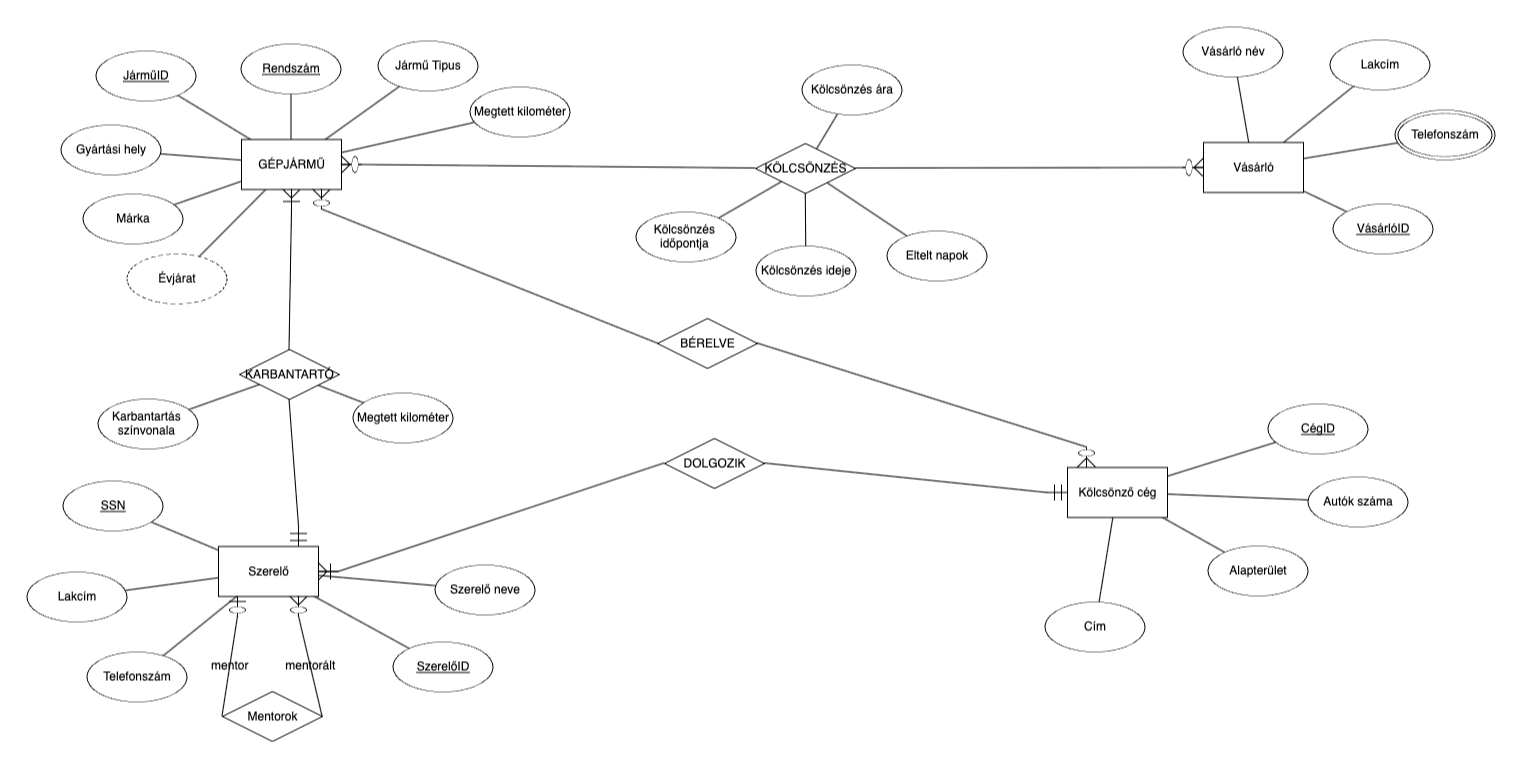 Vásárló név
Lakcím
JárműID
Rendszám
Jármű Tipus
Kölcsönzés ára
Megtett kilométer
Telefonszám
Gyártási hely
GÉPJÁRMŰ
KÖLCSÖNZÉS
Vásárló
Márka
Kölcsönzés
időpontja
Kölcsönzés ideje
Eltelt napok
VásárlóID
Évjárat
BÉRELVE
KARBANTARTÓ
Karbantartás
színvonala
Megtett kilométer
CégID
DOLGOZIK
Kölcsönző cég
Autók száma
SSN
Szerelő
Alapterület
Szerelő neve
Lakcím
Cím
mentor
mentorált
Telefonszám
SzerelőID
Mentorok